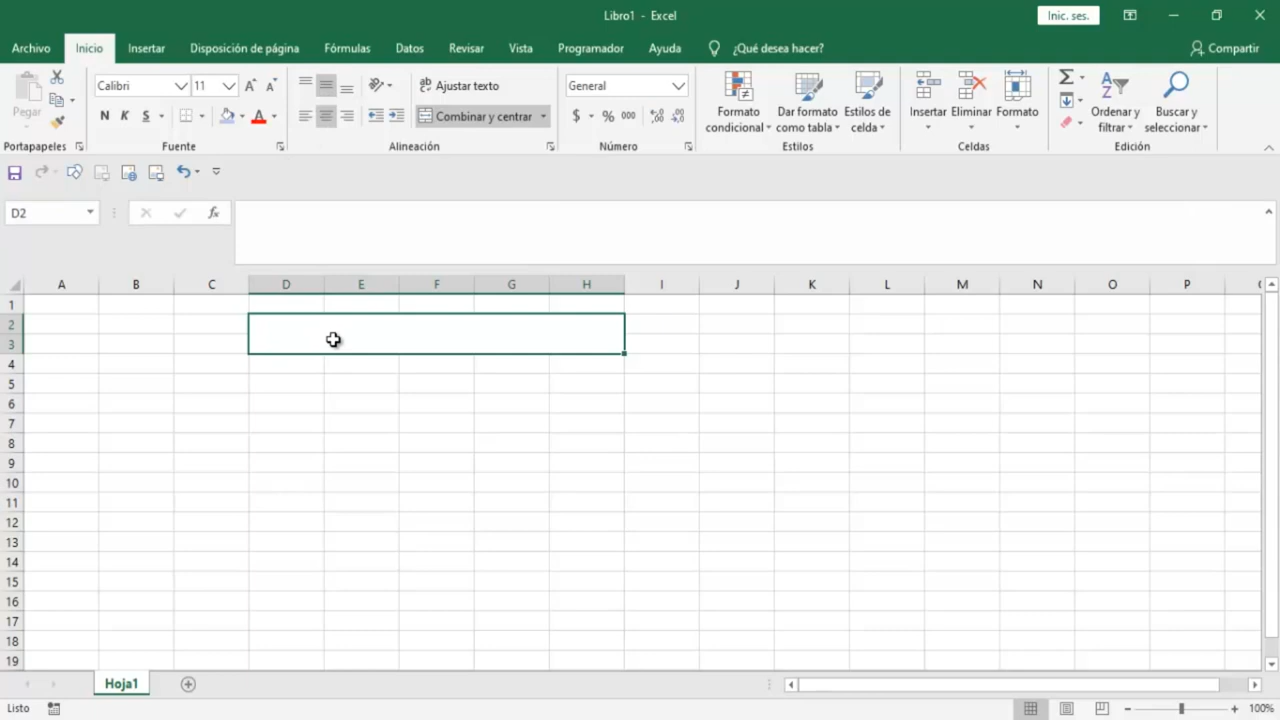 Libro1 - Excel
Inic. ses.
Archivo Inicio Insertar Disposición de página Fórmulas Datos Revisar Vista Programador Ayuda ¿Qué desea hacer? Compartir
Pegar
Portapapeles
Calibri 11
N K S
Fuente
Ajustar texto
Combinar y centrar
Alineación
General
$ % 000
Número
Formato condicional
Dar formato como tabla
Estilos de celda
Estilos
Insertar Eliminar Formato
Celdas
Ordenar y filtrar
Buscar y seleccionar
Edición
D2
fx
A B C D E F G H I J K L M N O P
1
2
3
4
5
6
7
8
9
10
11
12
13
14
15
16
17
18
19
Hoja1
Listo
100%